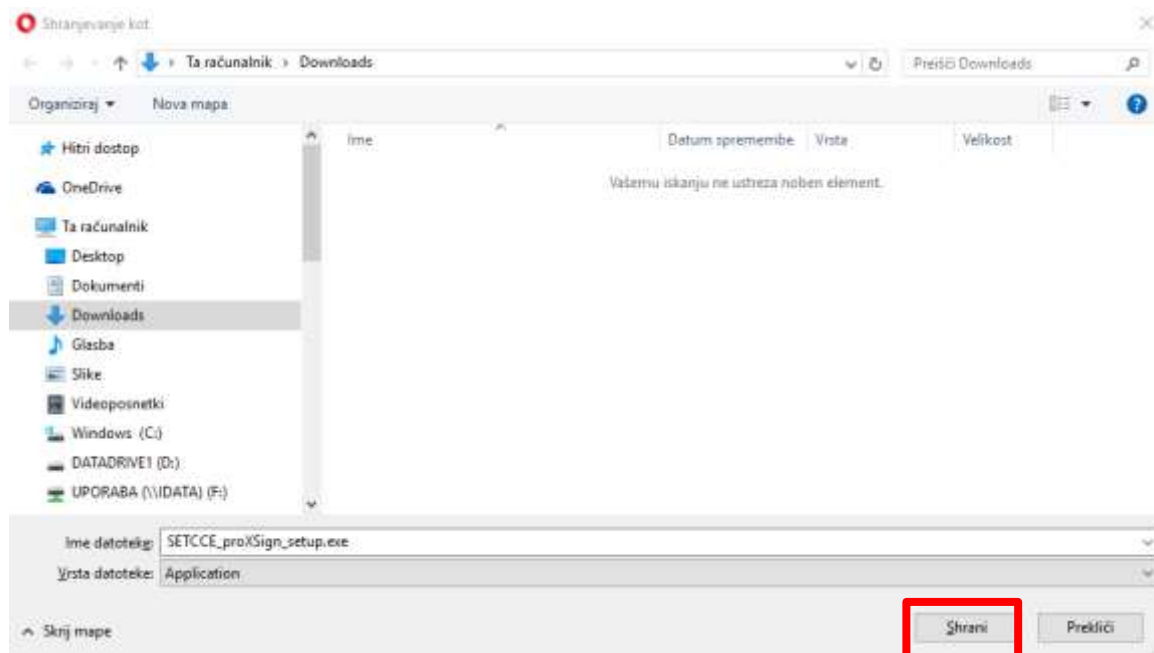 Shranjevanje kot
Ta računalnik › Downloads
Preišči Downloads
Organiziraj
Nova mapa
Hitri dostop
OneDrive
Ta računalnik
Desktop
Dokumenti
Downloads
Glasba
Slike
Videoposnetki
Windows (C:)
DATADRIVE1 (D:)
UPORABA (\\IDATA) (F:)
Ime Datum spremembe Vrsta Velikost
Vašemu iskanju ne ustreza noben element.
Ime datoteke: SETCCE_proXSign_setup.exe
Vrsta datoteke: Application
Skrij mape
Shrani
Prekliči